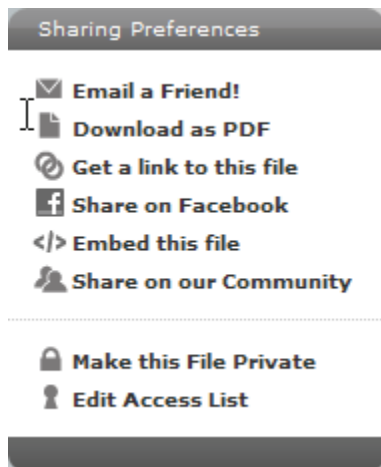 Sharing Preferences
Email a Friend!
Download as PDF
Get a link to this file
Share on Facebook
Embed this file
Share on our Community
Make this File Private
Edit Access List